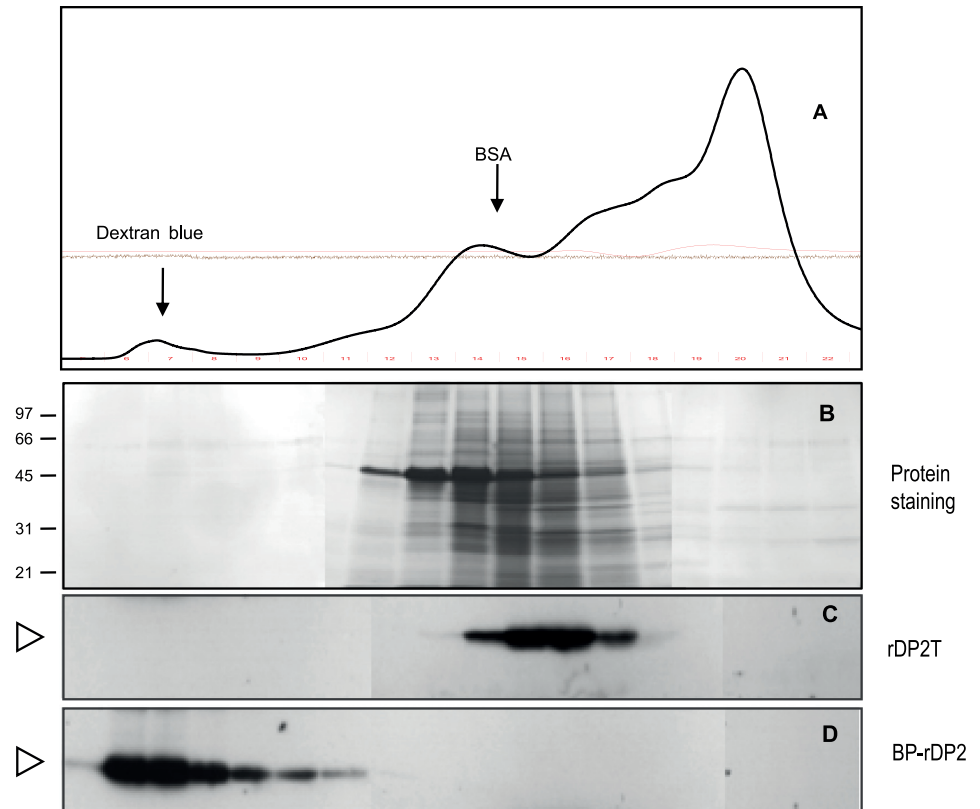 A
BSA
Dextran blue
6 7 8 9 10 11 12 13 14 15 16 17 18 19 20 21 22
B
97
66
45
31
21
Protein
staining
C
rDP2T
D
BP-rDP2